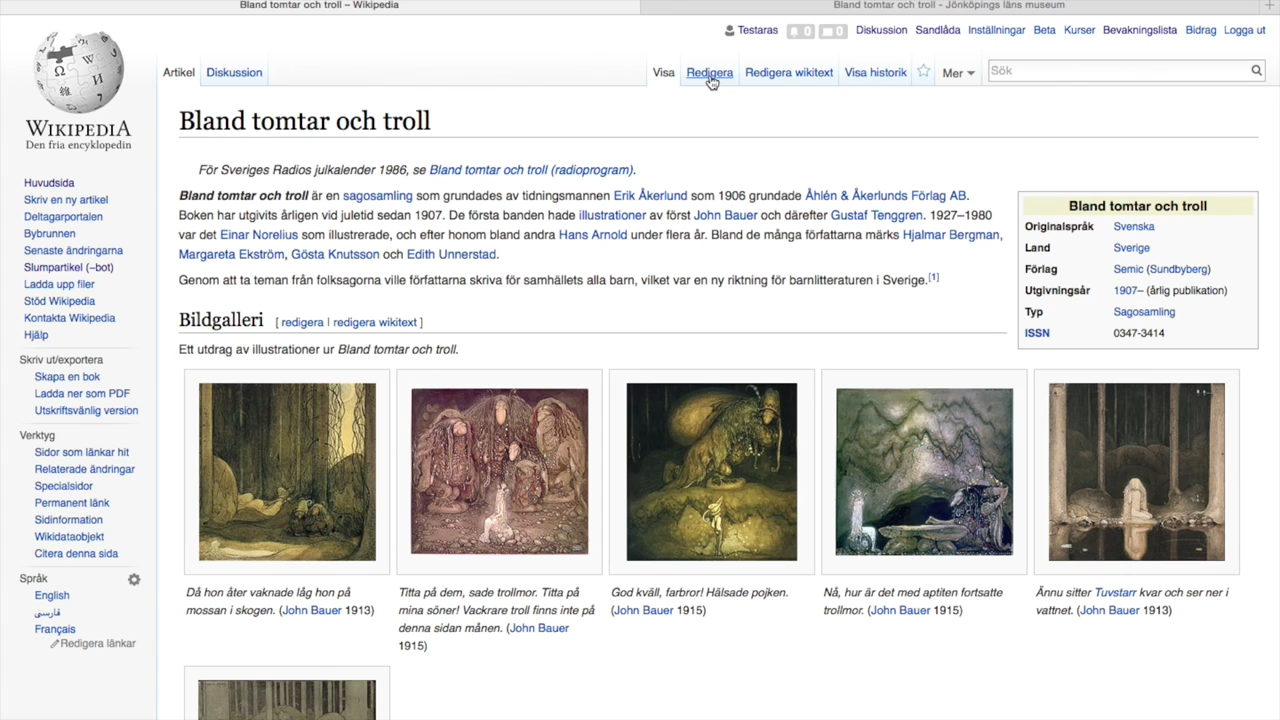 Bland tomtar och troll – Wikipedia
Bland tomtar och troll - Jönköpings läns museum
Testaras 0 0 Diskussion Sandlåda Inställningar Beta Kurser Bevakningslista Bidrag Logga ut
Artikel Diskussion Visa Redigera Redigera wikitext Visa historik Mer Sök
WIKIPEDIA
Den fria encyklopedin
Huvudsida
Skriv en ny artikel
Deltagarportalen
Bybrunnen
Senaste ändringarna
Slumpartikel (–bot)
Ladda upp filer
Stöd Wikipedia
Kontakta Wikipedia
Hjälp
Skriv ut/exportera
Skapa en bok
Ladda ner som PDF
Utskriftsvänlig version
Verktyg
Sidor som länkar hit
Relaterade ändringar
Specialsidor
Permanent länk
Sidinformation
Wikidataobjekt
Citera denna sida
Språk
English
فارسی
Français
Redigera länkar
Bland tomtar och troll
För Sveriges Radios julkalender 1986, se Bland tomtar och troll (radioprogram).
Bland tomtar och troll är en sagosamling som grundades av tidningsmannen Erik Åkerlund som 1906 grundade Åhlén & Åkerlunds Förlag AB.
Boken har utgivits årligen vid juletid sedan 1907. De första banden hade illustrationer av först John Bauer och därefter Gustaf Tenggren. 1927–1980
var det Einar Norelius som illustrerade, och efter honom bland andra Hans Arnold under flera år. Bland de många författarna märks Hjalmar Bergman,
Margareta Ekström, Gösta Knutsson och Edith Unnerstad.
Genom att ta teman från folksagorna ville författarna skriva för samhällets alla barn, vilket var en ny riktning för barnlitteraturen i Sverige.[1]
Bland tomtar och troll
Originalspråk Svenska
Land Sverige
Förlag Semic (Sundbyberg)
Utgivningsår 1907– (årlig publikation)
Typ Sagosamling
ISSN 0347-3414
Bildgalleri [ redigera | redigera wikitext ]
Ett utdrag av illustrationer ur Bland tomtar och troll.
Då hon åter vaknade låg hon på
mossan i skogen. (John Bauer 1913)
Titta på dem, sade trollmor. Titta på
mina söner! Vackrare troll finns inte på
denna sidan månen. (John Bauer
1915)
God kväll, farbror! Hälsade pojken.
(John Bauer 1915)
Nå, hur är det med aptiten fortsatte
trollmor. (John Bauer 1915)
Ännu sitter Tuvstarr kvar och ser ner i
vattnet. (John Bauer 1913)